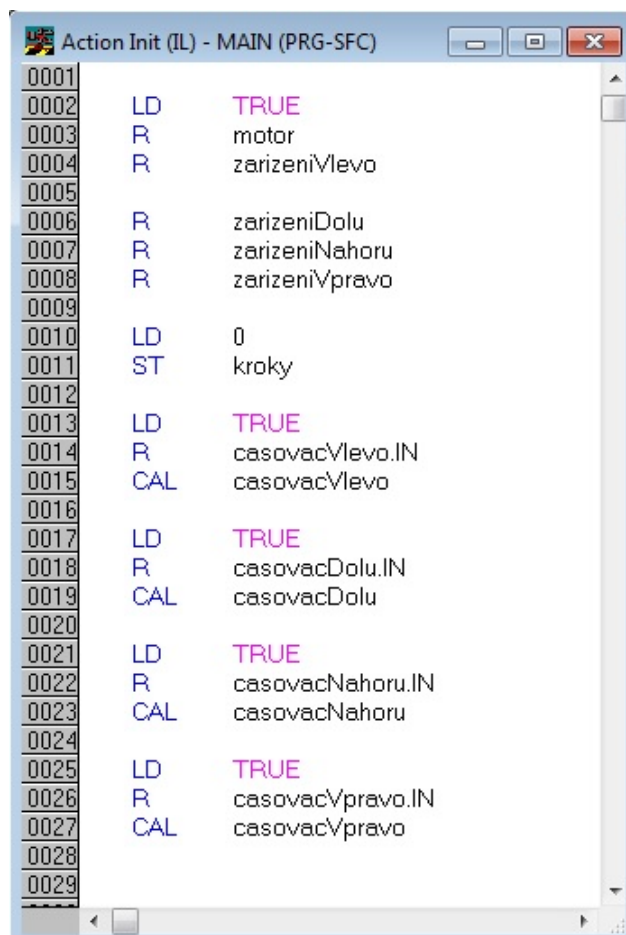 Action Init (IL) - MAIN (PRG-SFC)
0001
0002 LD TRUE
0003 R motor
0004 R zarizeniVlevo
0005
0006 R zarizeniDolu
0007 R zarizeniNahoru
0008 R zarizeniVpravo
0009
0010 LD 0
0011 ST kroky
0012
0013 LD TRUE
0014 R casovacVlevo.IN
0015 CAL casovacVlevo
0016
0017 LD TRUE
0018 R casovacDolu.IN
0019 CAL casovacDolu
0020
0021 LD TRUE
0022 R casovacNahoru.IN
0023 CAL casovacNahoru
0024
0025 LD TRUE
0026 R casovacVpravo.IN
0027 CAL casovacVpravo
0028
0029